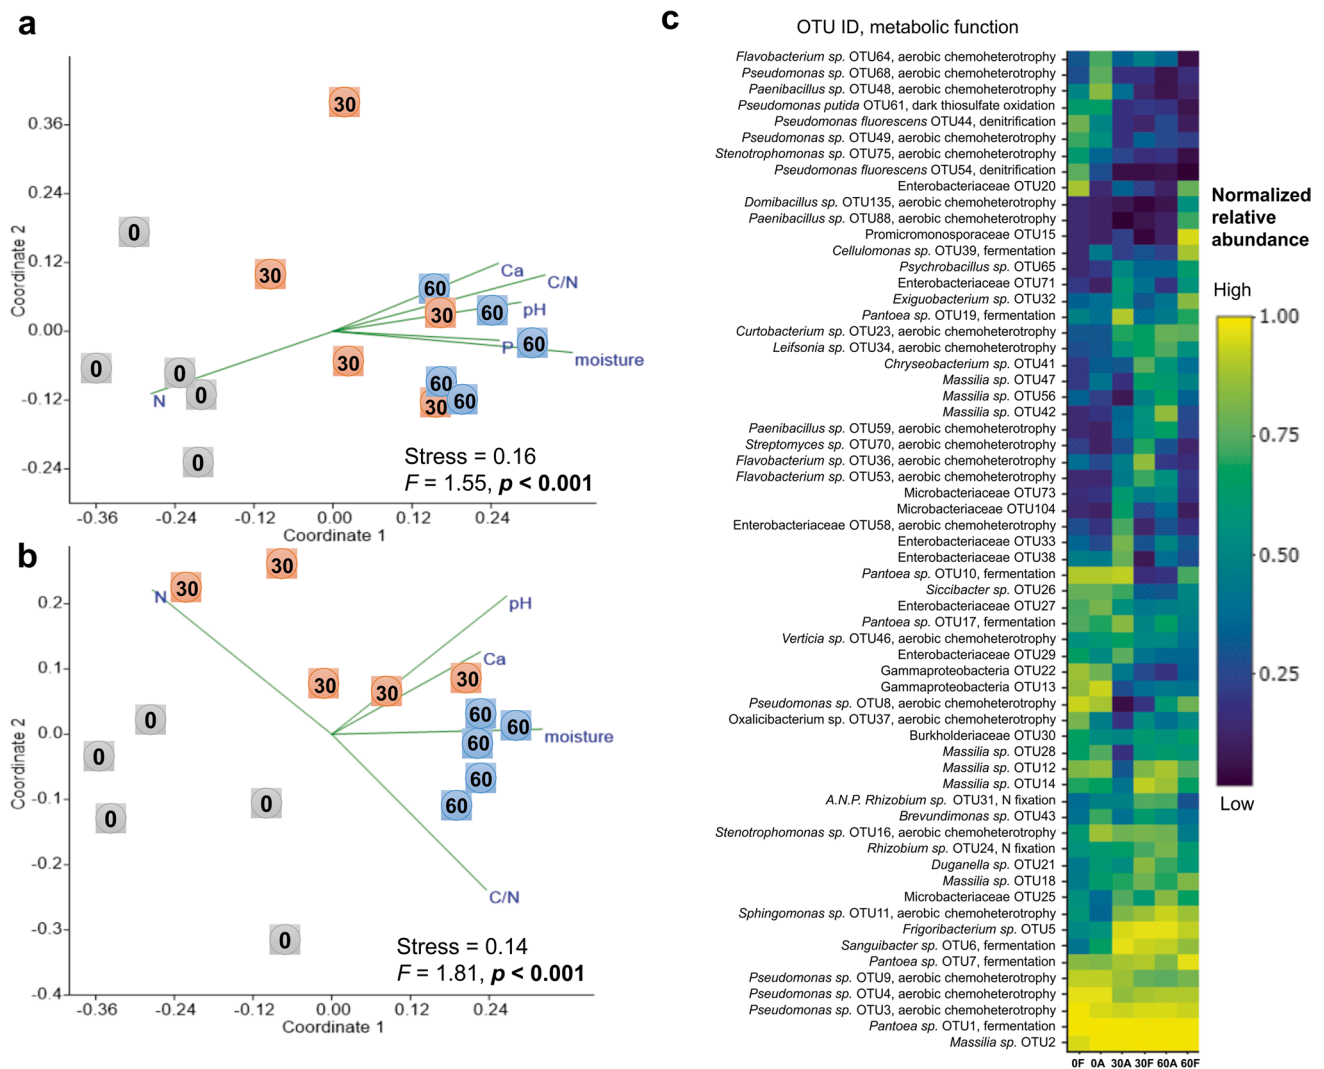 a
0.36
0.24
0.12
0.00
-0.12
-0.24
Coordinate 2
30
0
30
60
30
60
60
30
0
0
0
60
30
60
0
Ca
C/N
pH
P
moisture
N
Stress = 0.16
F = 1.55, p < 0.001
-0.36
-0.24
-0.12
0.00
0.12
0.24
Coordinate 1
b
0.2
0.1
0.0
-0.1
-0.2
-0.3
-0.4
Coordinate 2
30
30
30
30
30
60
60
60
60
60
0
0
0
0
0
N
pH
Ca
moisture
C/N
Stress = 0.14
F = 1.81, p < 0.001
-0.36
-0.24
-0.12
0.00
0.12
0.24
Coordinate 1
c
OTU ID, metabolic function
Flavobacterium sp. OTU64, aerobic chemoheterotrophy
Pseudomonas sp. OTU68, aerobic chemoheterotrophy
Paenibacillus sp. OTU48, aerobic chemoheterotrophy
Pseudomonas putida OTU61, dark thiosulfate oxidation
Pseudomonas fluorescens OTU44, denitrification
Pseudomonas sp. OTU49, aerobic chemoheterotrophy
Stenotrophomonas sp. OTU75, aerobic chemoheterotrophy
Pseudomonas fluorescens OTU54, denitrification
Enterobacteriaceae OTU20
Domibacillus sp. OTU135, aerobic chemoheterotrophy
Paenibacillus sp. OTU88, aerobic chemoheterotrophy
Promicromonosporaceae OTU15
Cellulomonas sp. OTU39, fermentation
Psychrobacillus sp. OTU65
Enterobacteriaceae OTU71
Exiguobacterium sp. OTU32
Pantoea sp. OTU19, fermentation
Curtobacterium sp. OTU23, aerobic chemoheterotrophy
Leifsonia sp. OTU34, aerobic chemoheterotrophy
Chryseobacterium sp. OTU41
Massilia sp. OTU47
Massilia sp. OTU56
Massilia sp. OTU42
Paenibacillus sp. OTU59, aerobic chemoheterotrophy
Streptomyces sp. OTU70, aerobic chemoheterotrophy
Flavobacterium sp. OTU36, aerobic chemoheterotrophy
Flavobacterium sp. OTU53, aerobic chemoheterotrophy
Microbacteriaceae OTU73
Microbacteriaceae OTU104
Enterobacteriaceae OTU58, aerobic chemoheterotrophy
Enterobacteriaceae OTU33
Enterobacteriaceae OTU38
Pantoea sp. OTU10, fermentation
Siccibacter sp. OTU26
Enterobacteriaceae OTU27
Pantoea sp. OTU17, fermentation
Verticia sp. OTU46, aerobic chemoheterotrophy
Enterobacteriaceae OTU29
Gammaproteobacteria OTU22
Gammaproteobacteria OTU13
Pseudomonas sp. OTU8, aerobic chemoheterotrophy
Oxalicibacterium sp. OTU37, aerobic chemoheterotrophy
Burkholderiaceae OTU30
Massilia sp. OTU28
Massilia sp. OTU12
Massilia sp. OTU14
A.N.P. Rhizobium sp. OTU31, N fixation
Brevundimonas sp. OTU43
Stenotrophomonas sp. OTU16, aerobic chemoheterotrophy
Rhizobium sp. OTU24, N fixation
Duganella sp. OTU21
Massilia sp. OTU18
Microbacteriaceae OTU25
Sphingomonas sp. OTU11, aerobic chemoheterotrophy
Frigoribacterium sp. OTU5
Sanguibacter sp. OTU6, fermentation
Pantoea sp. OTU7, fermentation
Pseudomonas sp. OTU9, aerobic chemoheterotrophy
Pseudomonas sp. OTU4, aerobic chemoheterotrophy
Pseudomonas sp. OTU3, aerobic chemoheterotrophy
Pantoea sp. OTU1, fermentation
Massilia sp. OTU2
0F 0A 30A 30F 60A 60F
Normalized
relative
abundance
High
1.00
0.75
0.50
0.25
Low